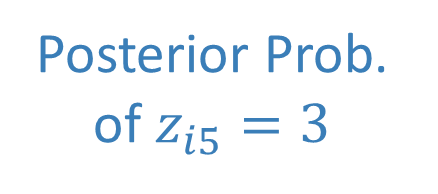 Posterior Prob.
of $z_{i5} = 3$